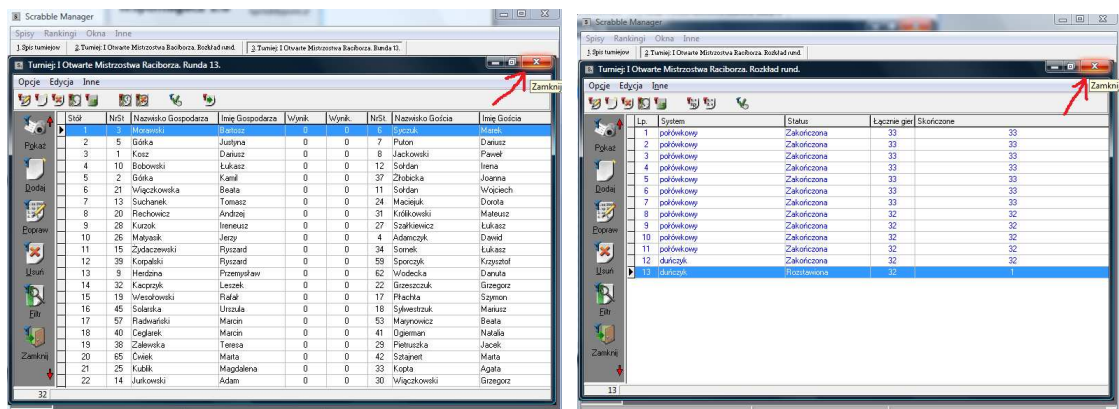 Scrabble Manager
Spisy Rankingi Okna Inne
1.Spis turniejow 2.Turniej: I Otwarte Mistrzostwa Raciborza. Rozkład rund. 3.Turniej: I Otwarte Mistrzostwa Raciborza. Runda 13.
Turniej: I Otwarte Mistrzostwa Raciborza. Runda 13.
Zamknij
Opcje Edycja Inne
Pokaż
Dodaj
Popraw
Usuń
Filtr
Zamknij
Stół NrSt Nazwisko Gospodarza Imię Gospodarza Wynik Wynik. NrSt. Nazwisko Gościa Imię Gościa
1 3 Morawski Bartosz 0 0 6 Syczuk Marek
2 5 Górka Justyna 0 0 7 Puton Dariusz
3 1 Kosz Dariusz 0 0 8 Jackowski Paweł
4 10 Bobowski Łukasz 0 0 12 Sołdan Irena
5 2 Górka Kamil 0 0 37 Złobicka Joanna
6 21 Wiączkowska Beata 0 0 11 Sołdan Wojciech
7 13 Suchanek Tomasz 0 0 24 Maciejuk Dorota
8 20 Rechowicz Andrzej 0 0 31 Królikowski Mateusz
9 28 Kurzok Ireneusz 0 0 27 Szałkiewicz Łukasz
10 26 Matyasik Jerzy 0 0 4 Adamczyk Dawid
11 15 Zydaczewski Ryszard 0 0 34 Somek Łukasz
12 39 Korpalski Ryszard 0 0 59 Sporczyk Krzysztof
13 9 Herdzina Przemysław 0 0 62 Wodecka Danuta
14 32 Kacprzyk Leszek 0 0 22 Grzeszczuk Grzegorz
15 19 Wesołowski Rafał 0 0 17 Płachta Szymon
16 45 Solarska Urszula 0 0 18 Sylwestrzuk Mariusz
17 57 Radwański Marcin 0 0 53 Marynowicz Beata
18 40 Ceglarek Marcin 0 0 41 Ogierman Natalia
19 38 Zalewska Teresa 0 0 29 Pietruszka Jacek
20 65 Ćwiek Marta 0 0 42 Sztajnert Marta
21 25 Kublik Magdalena 0 0 33 Kopta Agata
22 14 Jurkowski Adam 0 0 30 Wiączkowski Grzegorz
32
Scrabble Manager
Spisy Rankingi Okna Inne
1.Spis turniejow 2.Turniej: I Otwarte Mistrzostwa Raciborza. Rozkład rund.
Turniej: I Otwarte Mistrzostwa Raciborza. Rozkład rund.
Opcje Edycja Inne
Pokaż
Dodaj
Popraw
Usuń
Filtr
Zamknij
Lp. System Status Łącznie gier Skończone
1 połówkowy Zakończona 33 33
2 połówkowy Zakończona 33 33
3 połówkowy Zakończona 33 33
4 połówkowy Zakończona 33 33
5 połówkowy Zakończona 33 33
6 połówkowy Zakończona 33 33
7 połówkowy Zakończona 33 33
8 połówkowy Zakończona 32 32
9 połówkowy Zakończona 32 32
10 połówkowy Zakończona 32 32
11 połówkowy Zakończona 32 32
12 duńczyk Zakończona 32 32
13 duńczyk Rozstawiona 32 1
13